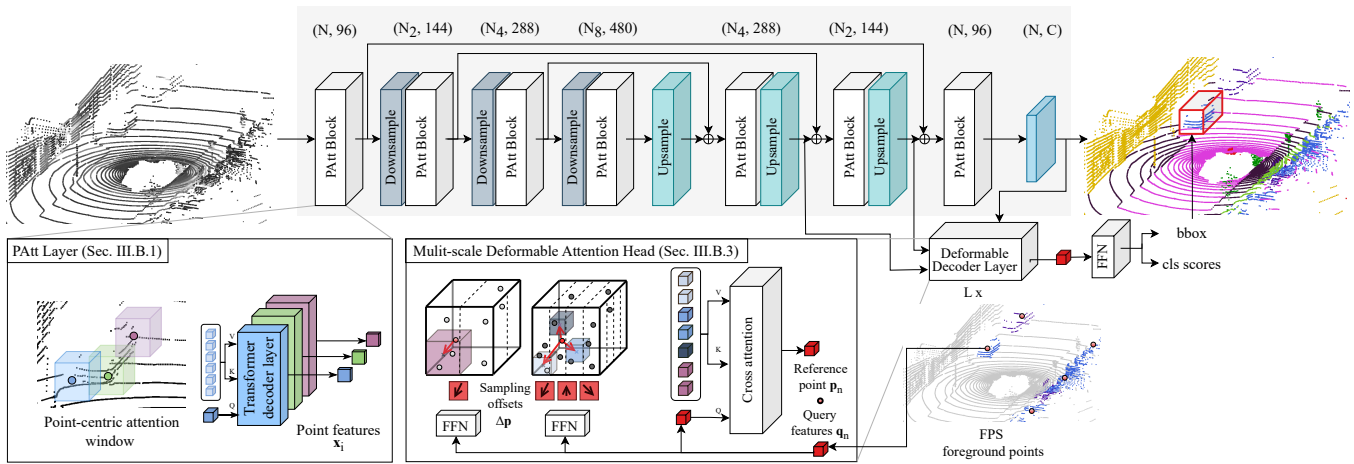 (N, 96)
(N2, 144)
(N4, 288)
(N8, 480)
(N4, 288)
(N2, 144)
(N, 96)
(N, C)
PAtt Block
Downsample
PAtt Block
Downsample
PAtt Block
Downsample
PAtt Block
Upsample
PAtt Block
Upsample
PAtt Block
Upsample
PAtt Block
PAtt Layer (Sec. III.B.1)
V
K
Q
Transformer
decoder layer
Point-centric attention
window
Point features
xi
Mulit-scale Deformable Attention Head (Sec. III.B.3)
Sampling
offsets
Δp
FFN
FFN
V
K
Q
Cross attention
Reference
point pn
Query
features qn
Deformable
Decoder Layer
L x
FFN
bbox
cls scores
FPS
foreground points